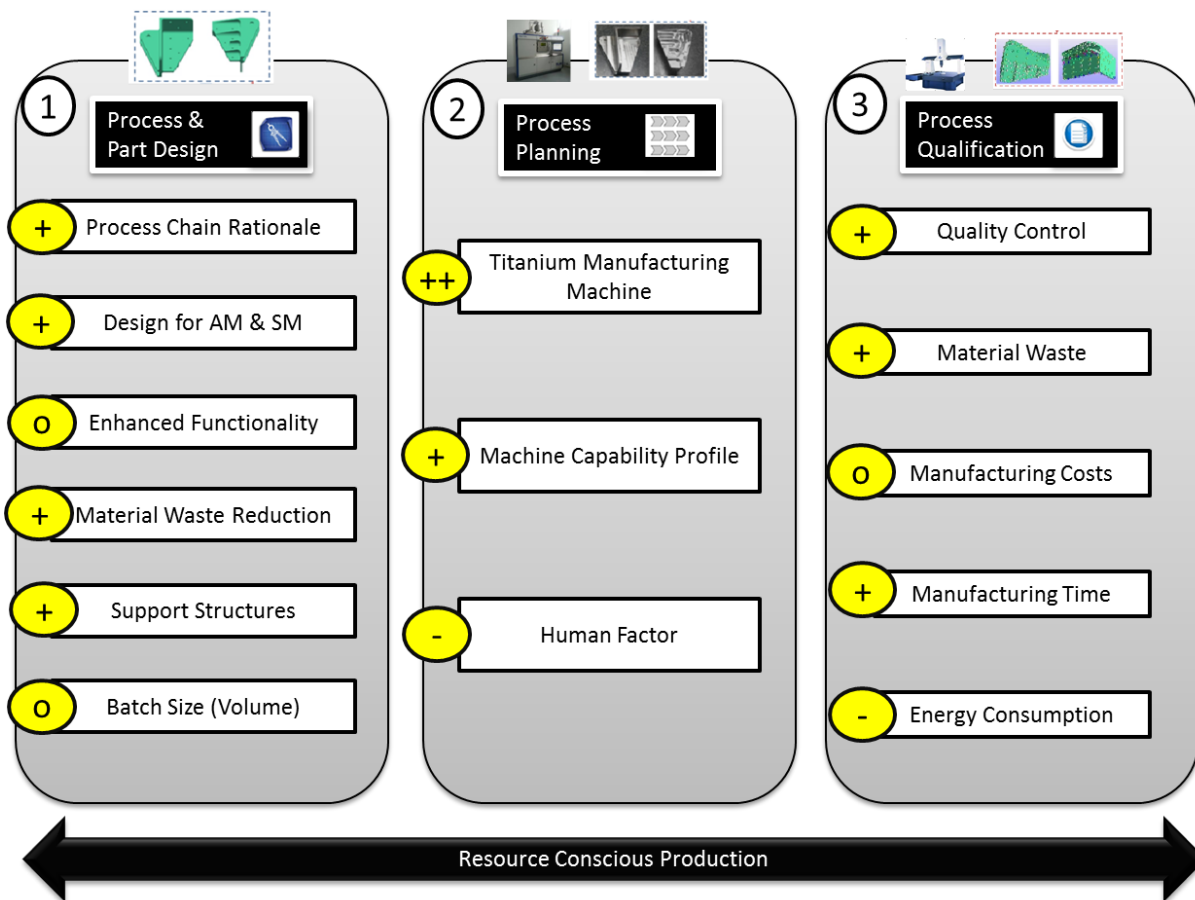 1
Process &
Part Design
+
Process Chain Rationale
+
Design for AM & SM
o
Enhanced Functionality
+
Material Waste Reduction
+
Support Structures
o
Batch Size (Volume)
2
Process
Planning
++
Titanium Manufacturing
Machine
+
Machine Capability Profile
-
Human Factor
3
Process
Qualification
+
Quality Control
+
Material Waste
o
Manufacturing Costs
+
Manufacturing Time
-
Energy Consumption
Resource Conscious Production